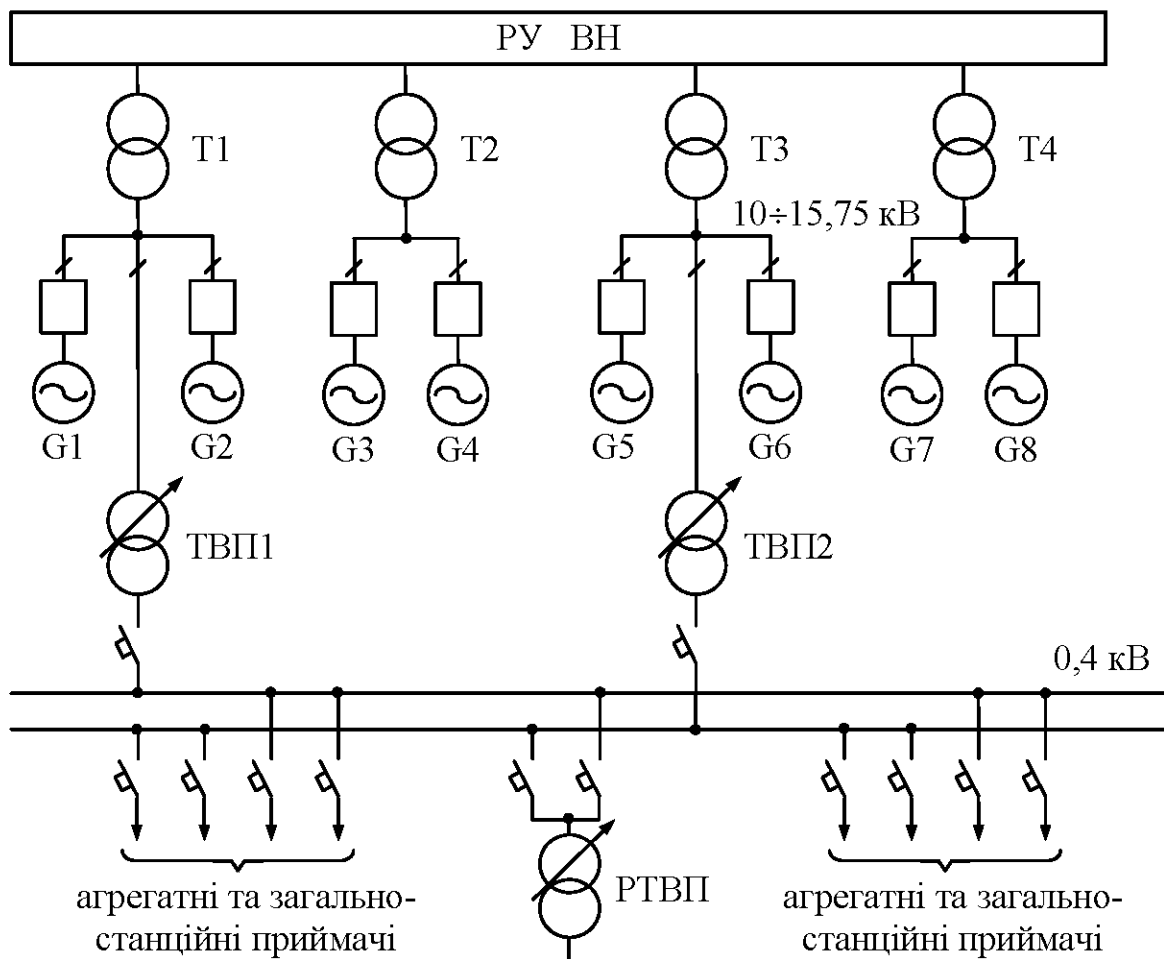 РУ ВН
Т1
Т2
Т3
Т4
10÷15,75 кВ
G1
G2
G3
G4
G5
G6
G7
G8
ТВП1
ТВП2
0,4 кВ
агрегатні та загально-
станційні приймачі
РТВП
агрегатні та загально-
станційні приймачі